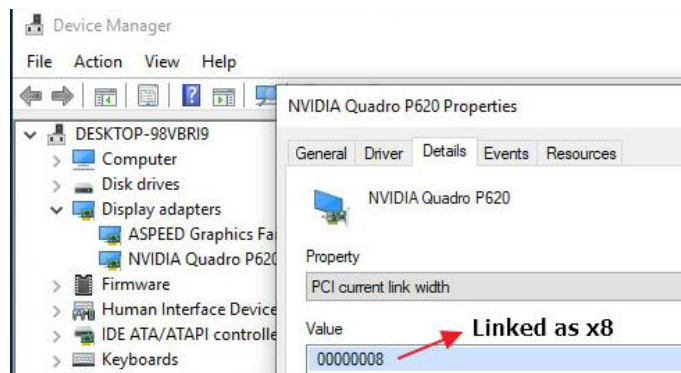 Device Manager
File Action View Help
DESKTOP-98VBRI9
Computer
Disk drives
Display adapters
ASPEED Graphics Fa
NVIDIA Quadro P620
Firmware
Human Interface Device
IDE ATA/ATAPI controlle
Keyboards
NVIDIA Quadro P620 Properties
General Driver Details Events Resources
NVIDIA Quadro P620
Property
PCI current link width
Value
Linked as x8
00000008